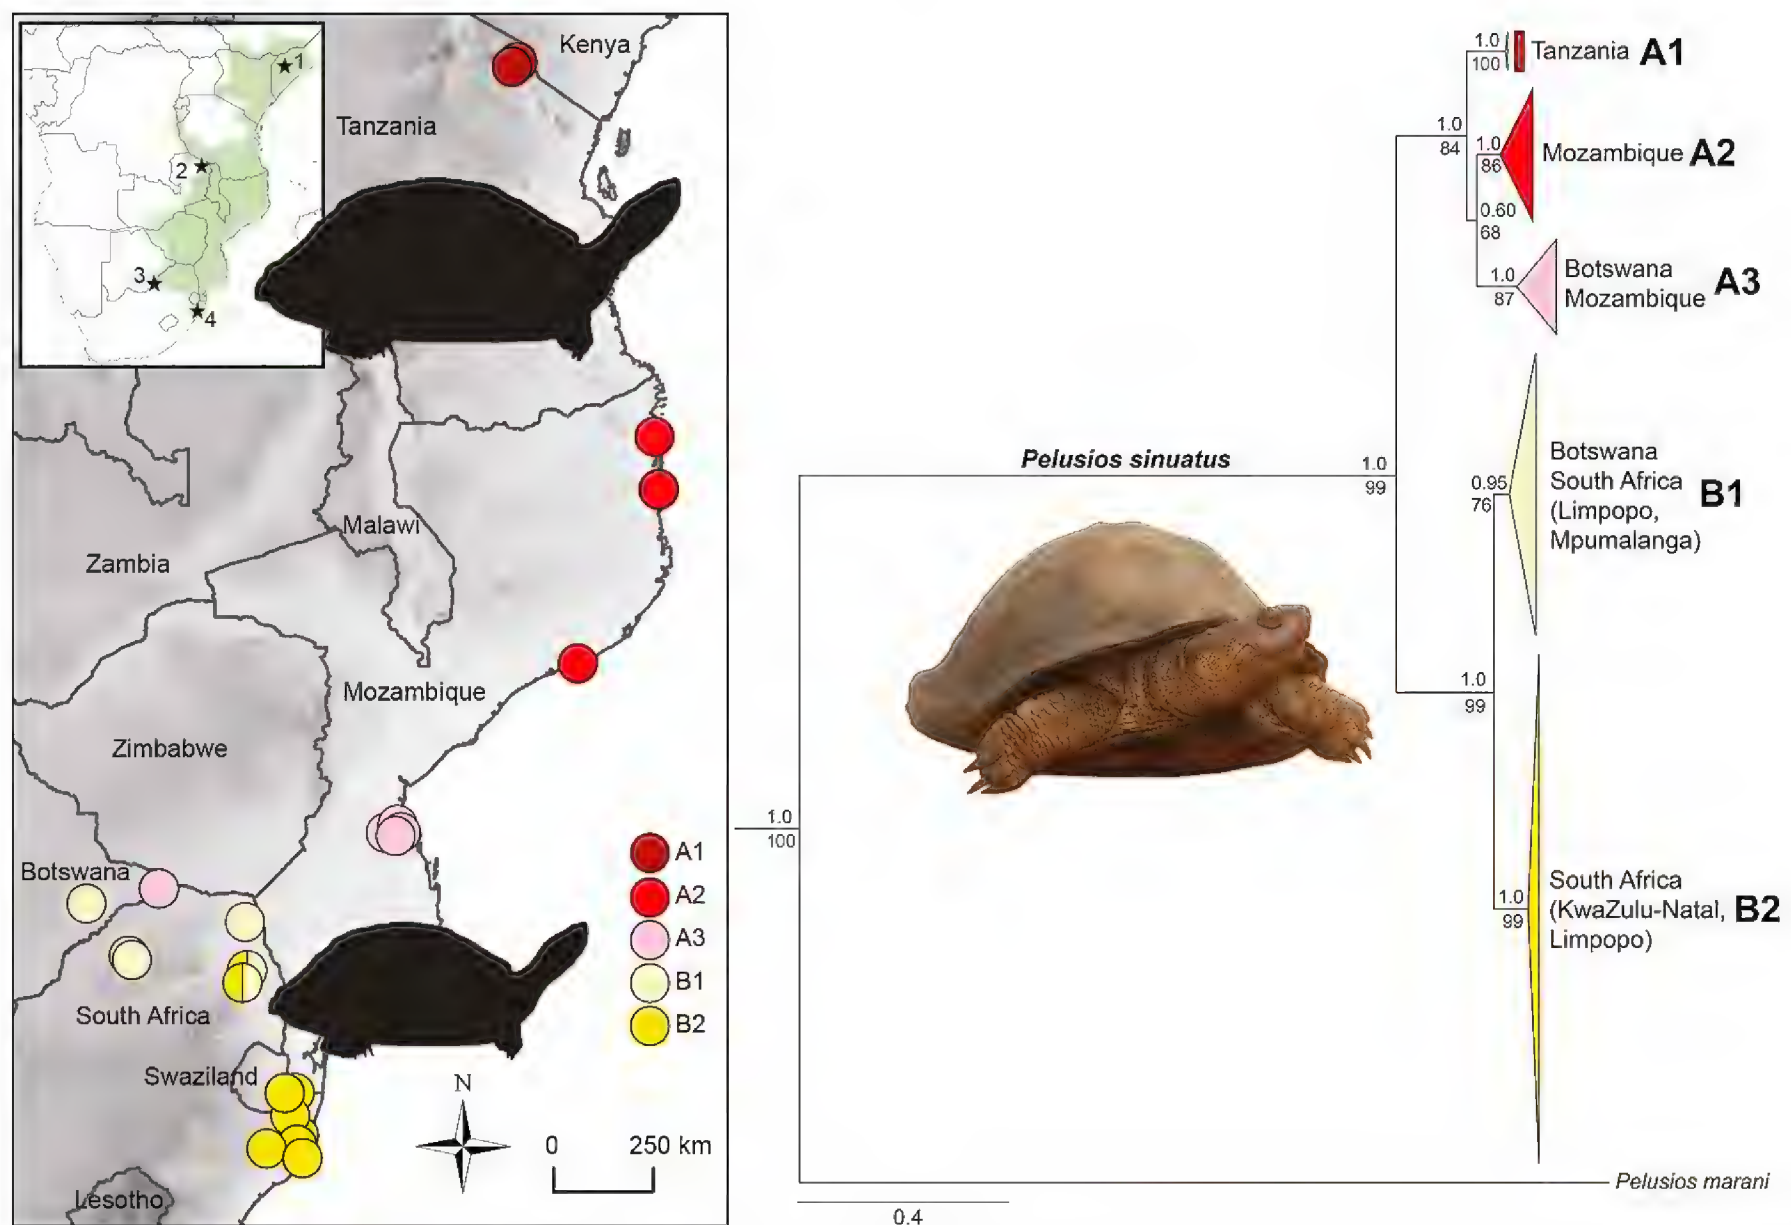 Kenya
Tanzania
1
2
3
4
Malawi
Zambia
Mozambique
Zimbabwe
Botswana
South Africa
Swaziland
Lesotho
A1
A2
A3
B1
B2
N
0 250 km
1.0
100
Tanzania A1
1.0
84
1.0
86
Mozambique A2
0.60
68
1.0
87
Botswana
Mozambique A3
Pelusios sinuatus
1.0
99
0.95
76
Botswana
South Africa
(Limpopo,
Mpumalanga)
B1
1.0
99
1.0
100
1.0
99
South Africa
(KwaZulu-Natal,
Limpopo)
B2
Pelusios marani
0.4